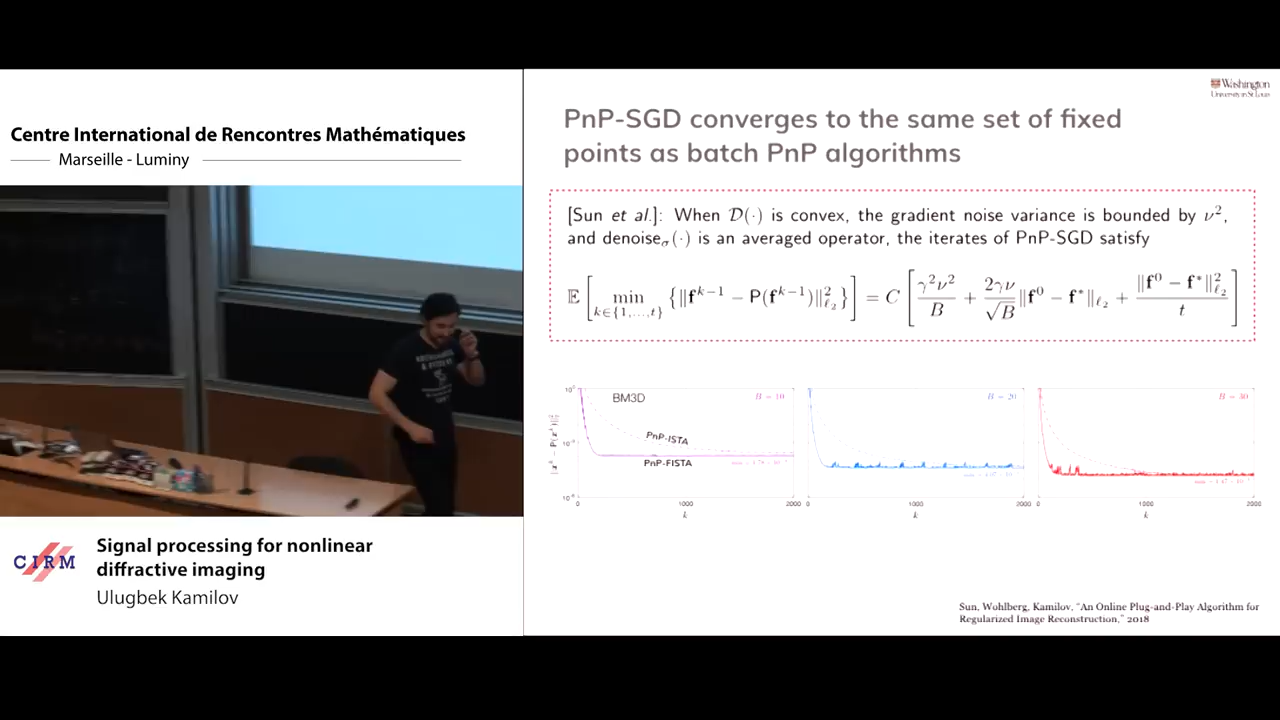 Centre International de Rencontres Mathématiques
Marseille - Luminy
CIRM
Signal processing for nonlinear
diffractive imaging
Ulugbek Kamilov
Washington
University in St. Louis
PnP-SGD converges to the same set of fixed
points as batch PnP algorithms
[Sun et al.]: When 𝒟(·) is convex, the gradient noise variance is bounded by ν²,
and denoise_σ(·) is an averaged operator, the iterates of PnP-SGD satisfy
𝔼[ min_{k∈{1,…,t}} {‖f^{k−1} − P(f^{k−1})‖²_{ℓ₂}} ] = C[ γ²ν²/B + 2γν/√B ‖f⁰ − f*‖_{ℓ₂} + ‖f⁰ − f*‖²_{ℓ₂}/t ]
BM3D
B = 10
PnP-ISTA
PnP-FISTA
0 1000 2000
k
B = 20
0 1000 2000
k
0 1000 2000
k
Sun, Wohlberg, Kamilov, "An Online Plug-and-Play Algorithm for
Regularized Image Reconstruction," 2018